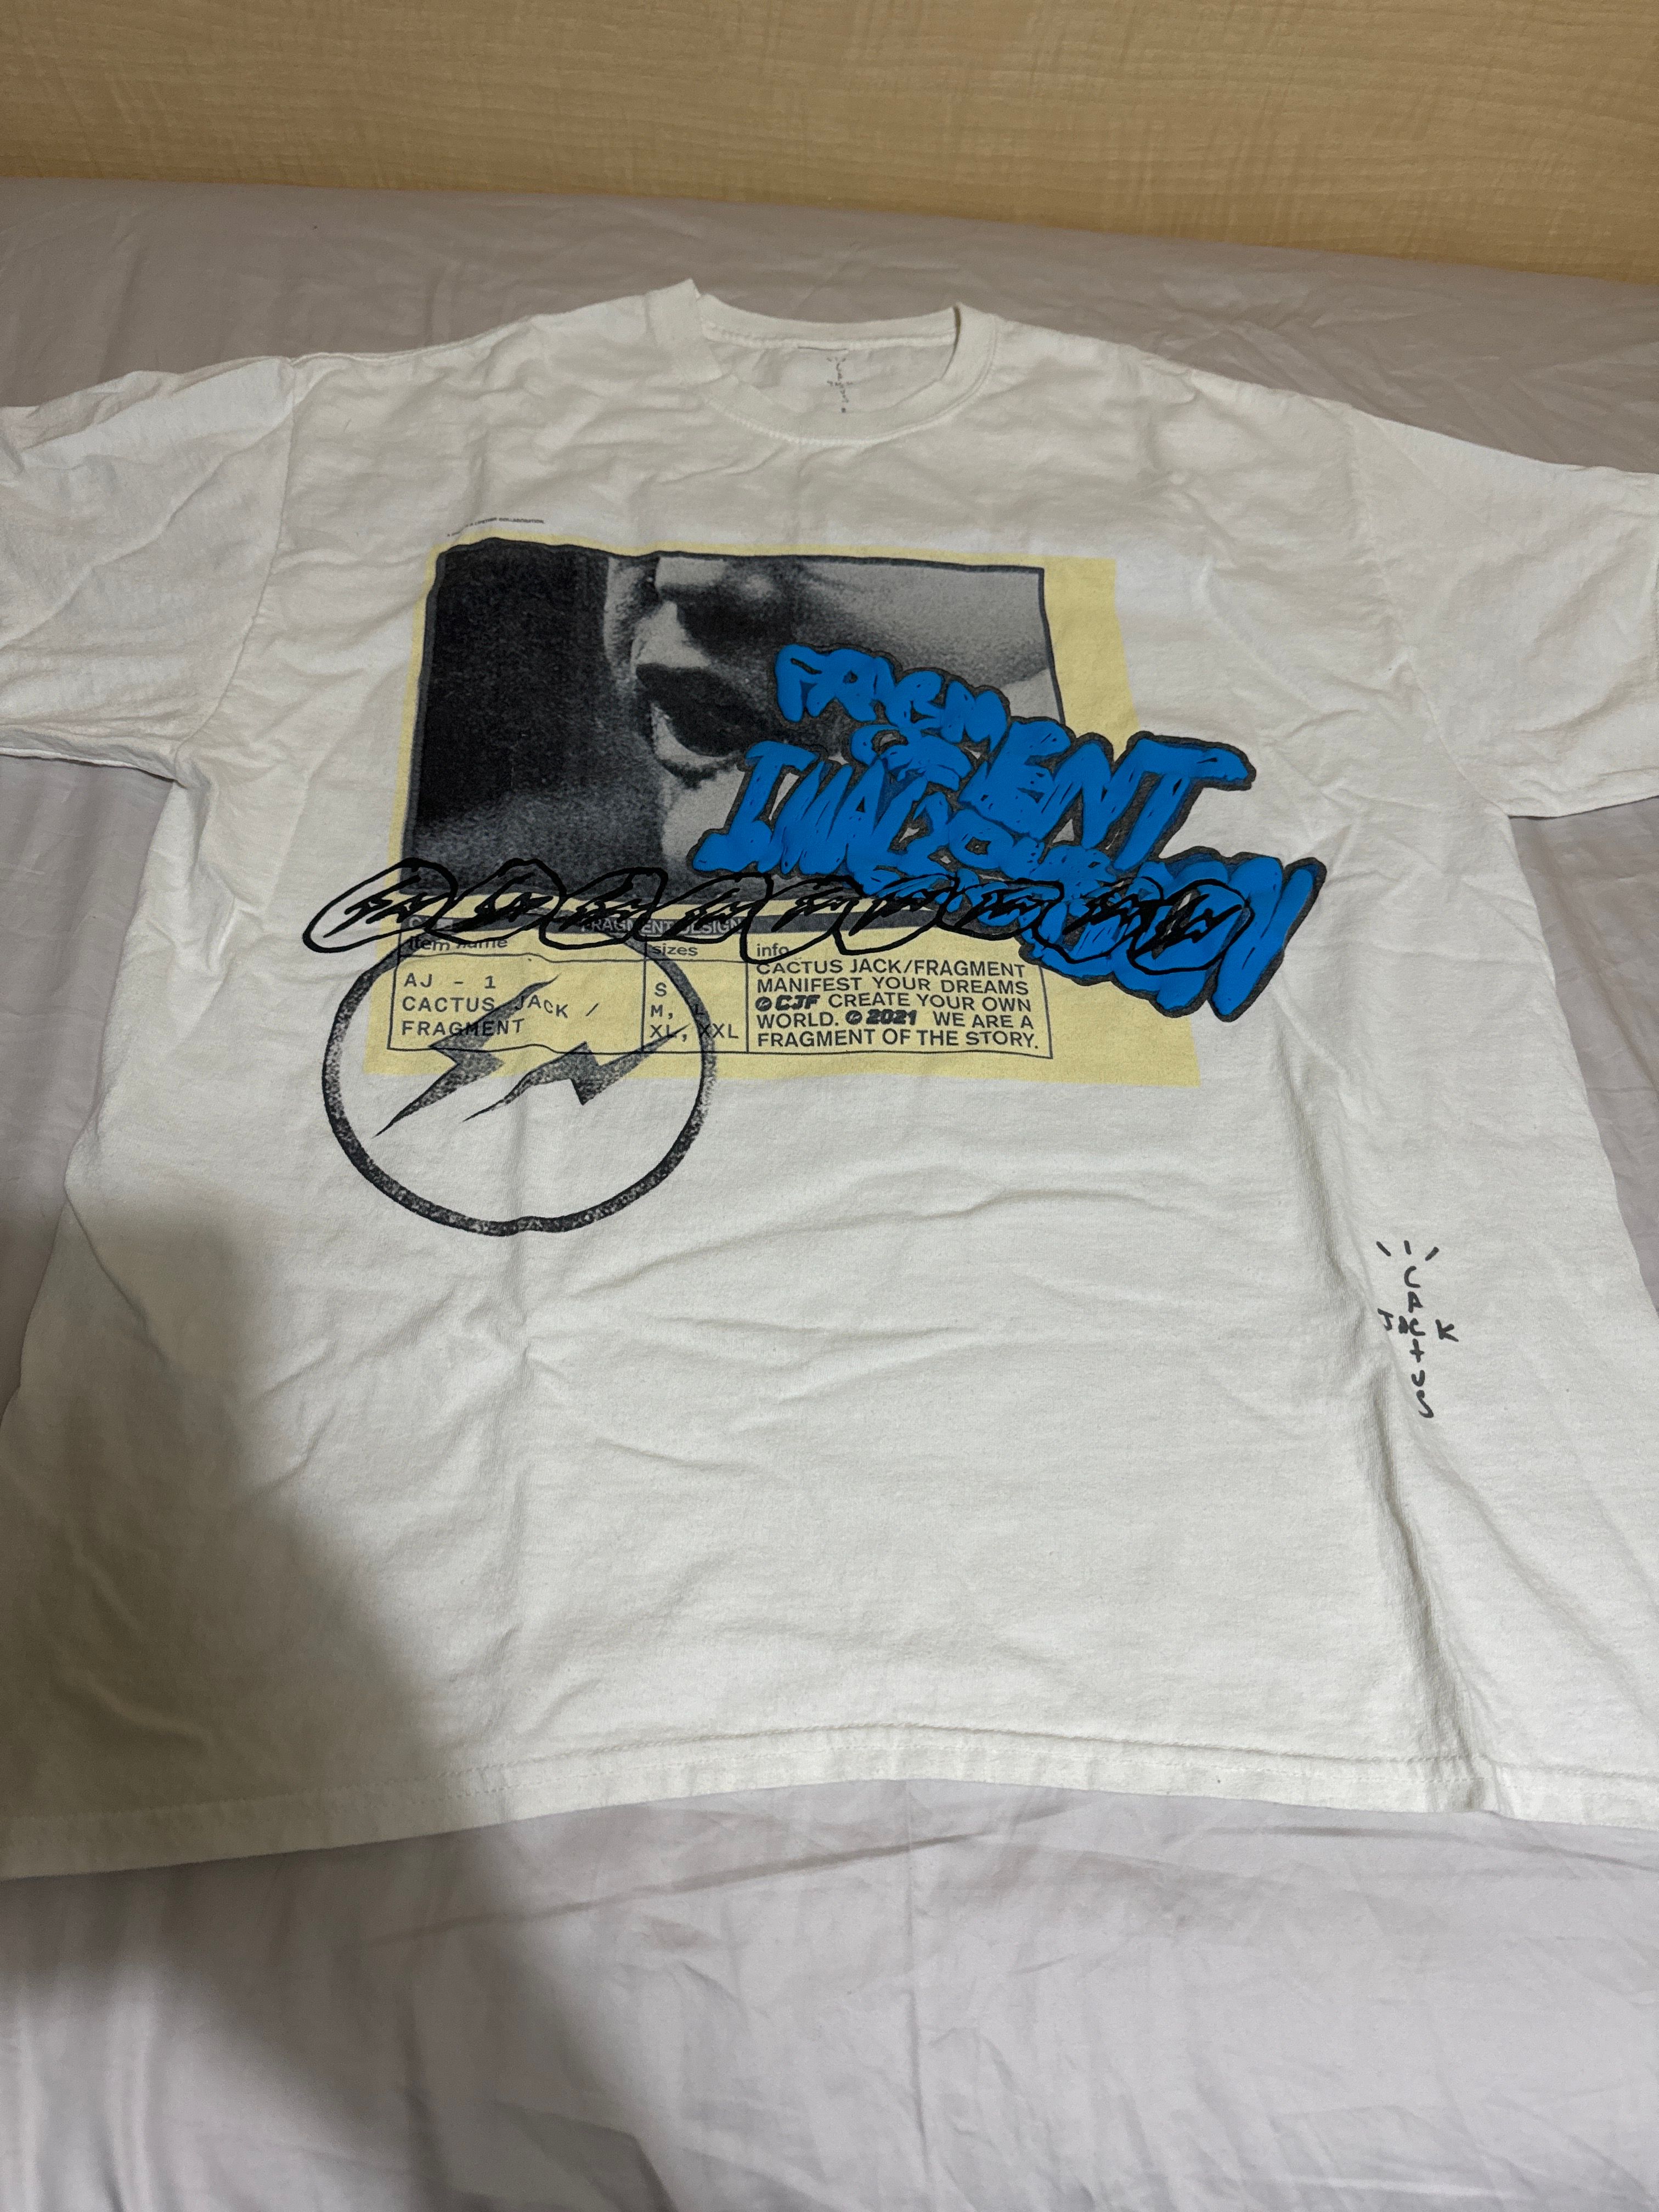 FRAGMENT
OF
YOUR
IMAGINATION
FRAGMENT DESIGN
item name
sizes
info
AJ - 1
CACTUS JACK /
FRAGMENT
S
M, L
XL, XXL
CACTUS JACK/FRAGMENT
MANIFEST YOUR DREAMS
CJF CREATE YOUR OWN
WORLD. © 2021 WE ARE A
FRAGMENT OF THE STORY.
CACTUS
JACK